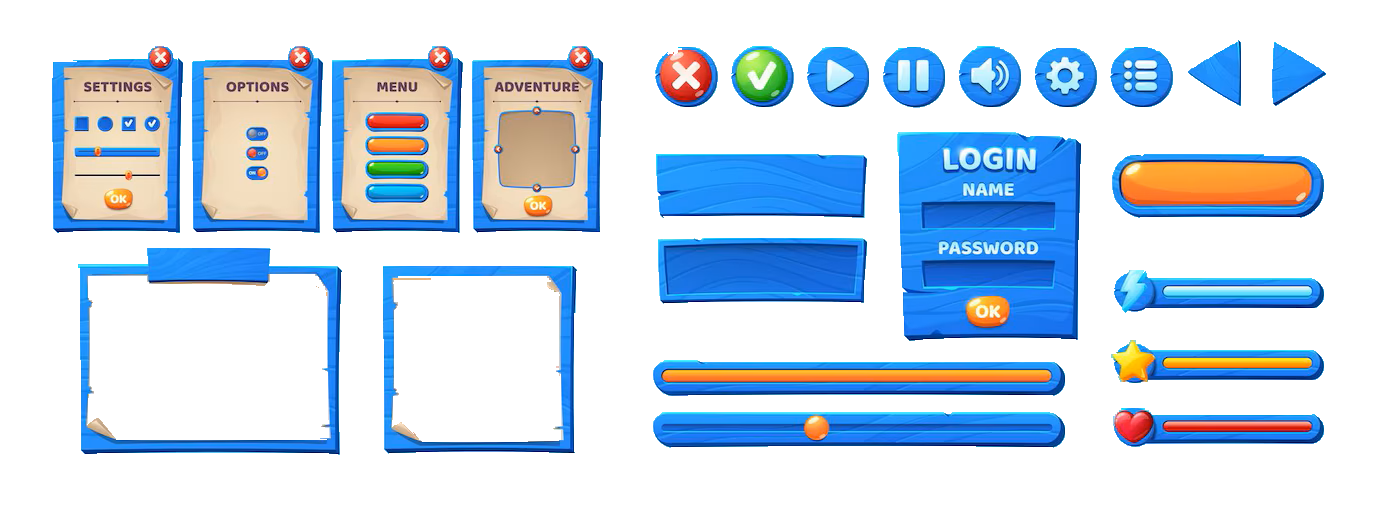 SETTINGS
OK
OPTIONS
OFF
OFF
ON
MENU
ADVENTURE
OK
LOGIN
NAME
PASSWORD
OK